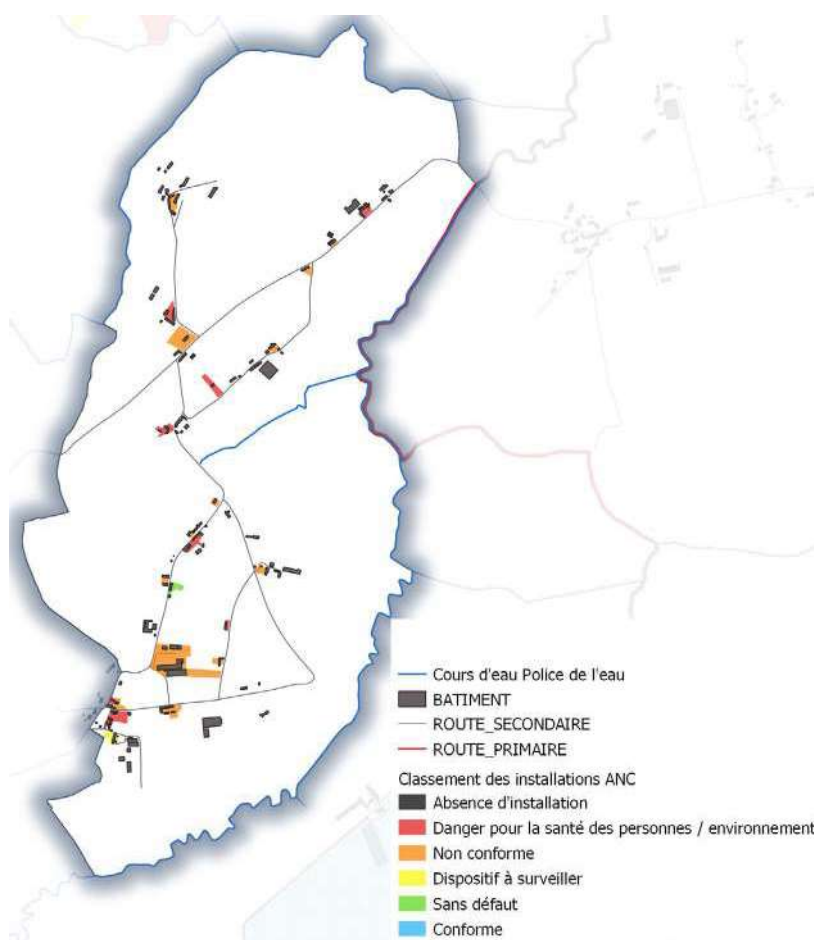 Cours d'eau Police de l'eau
BATIMENT
ROUTE_SECONDAIRE
ROUTE_PRIMAIRE
Classement des installations ANC
Absence d'installation
Danger pour la santé des personnes / environnement
Non conforme
Dispositif à surveiller
Sans défaut
Conforme